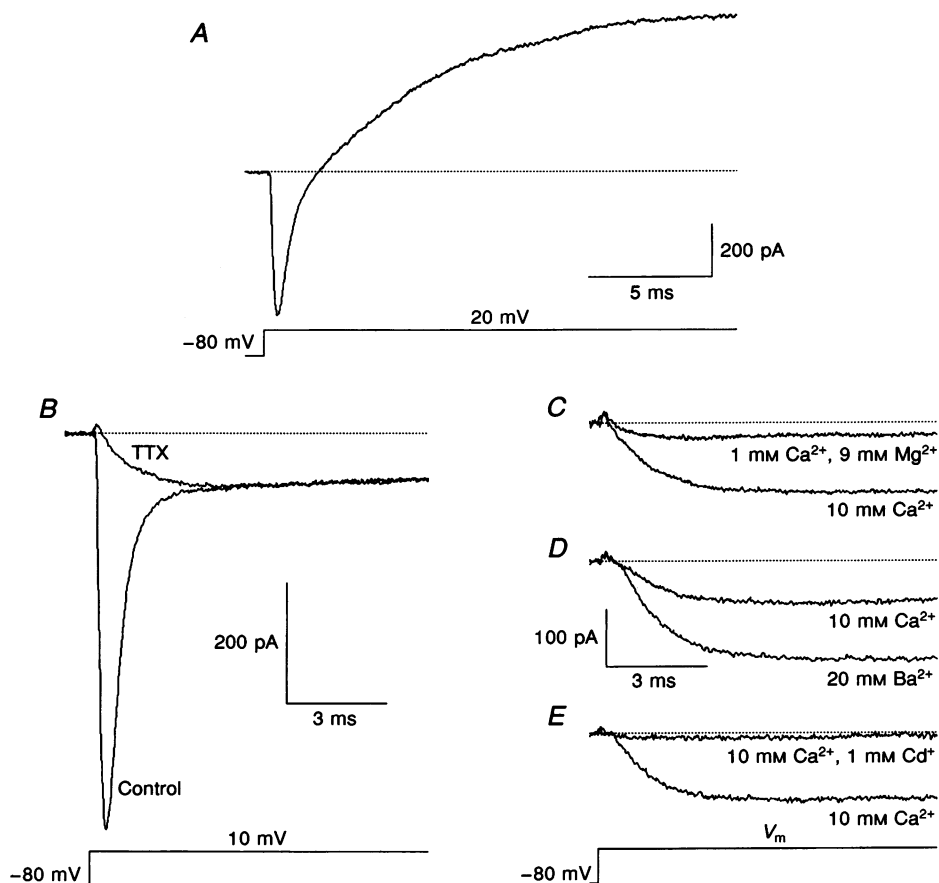 A
200 pA
5 ms
20 mV
−80 mV
B
TTX
200 pA
3 ms
Control
10 mV
−80 mV
C
1 mM Ca²⁺, 9 mM Mg²⁺
10 mM Ca²⁺
D
10 mM Ca²⁺
100 pA
3 ms
20 mM Ba²⁺
E
10 mM Ca²⁺, 1 mM Cd⁺
10 mM Ca²⁺
Vm
−80 mV